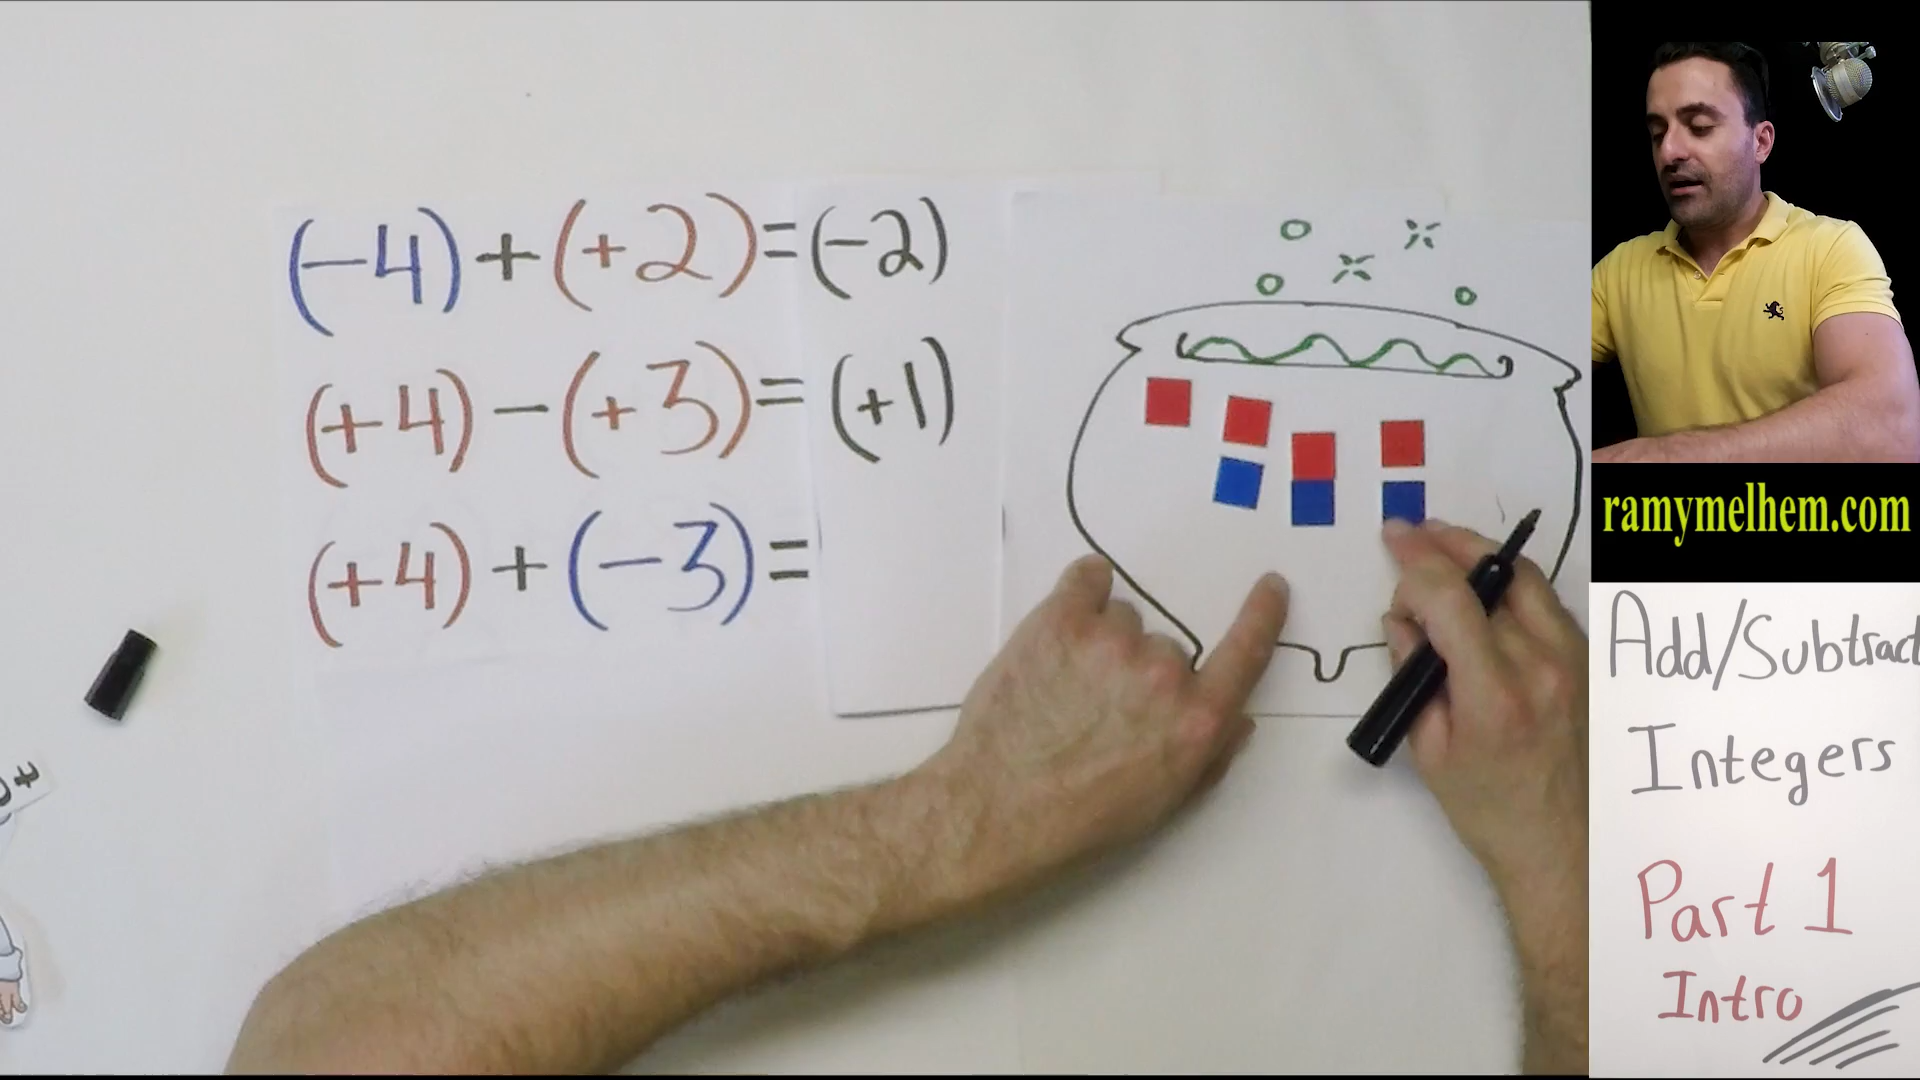 (-4)+(+2)=(-2)
(+4)-(+3)=(+1)
(+4)+(-3)=
ramymelhem.com
Add/Subtract
Integers
Part 1
Intro